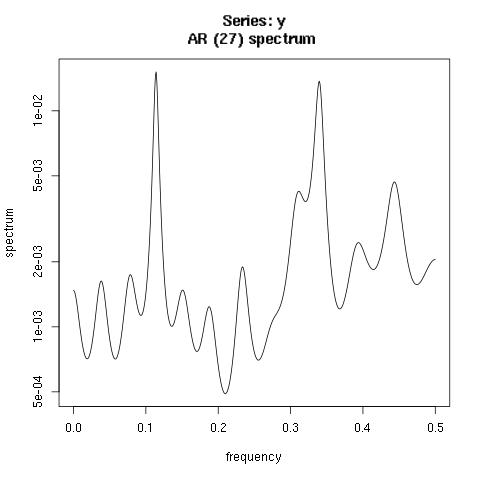 Series: y
AR (27) spectrum
spectrum
1e-02
5e-03
2e-03
1e-03
5e-04
0.0 0.1 0.2 0.3 0.4 0.5
frequency